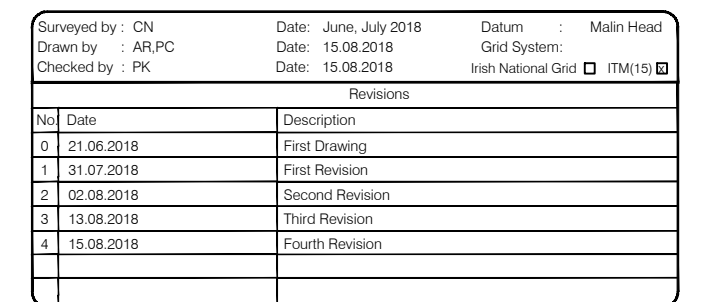 Surveyed by : CN Date: June, July 2018 Datum : Malin Head
Drawn by : AR,PC Date: 15.08.2018 Grid System:
Checked by : PK Date: 15.08.2018 Irish National Grid ☐ ITM(15) ☒
Revisions
No. Date Description
0 21.06.2018 First Drawing
1 31.07.2018 First Revision
2 02.08.2018 Second Revision
3 13.08.2018 Third Revision
4 15.08.2018 Fourth Revision